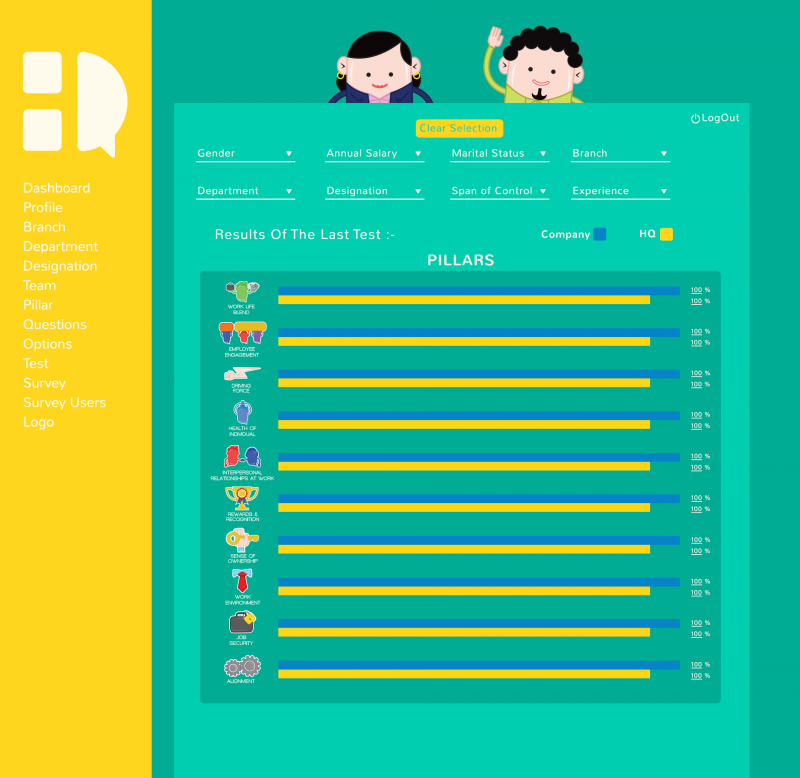 Dashboard
Profile
Branch
Department
Designation
Team
Pillar
Questions
Options
Test
Survey
Survey Users
Logo
LogOut
Clear Selection
Gender ▼ Annual Salary ▼ Marital Status ▼ Branch ▼
Department ▼ Designation ▼ Span of Control ▼ Experience ▼
Results Of The Last Test :- Company HQ
PILLARS
WORK LIFE
BLEND
100 %
100 %
EMPLOYEE
ENGAGEMENT
100 %
100 %
DRIVING
FORCE
100 %
100 %
HEALTH OF
INDIVIDUAL
100 %
100 %
INTERPERSONAL
RELATIONSHIPS AT WORK
100 %
100 %
REWARDS &
RECOGNITION
100 %
100 %
SENSE OF
OWNERSHIP
100 %
100 %
WORK
ENVIRONMENT
100 %
100 %
JOB
SECURITY
100 %
100 %
ALIGNMENT
100 %
100 %